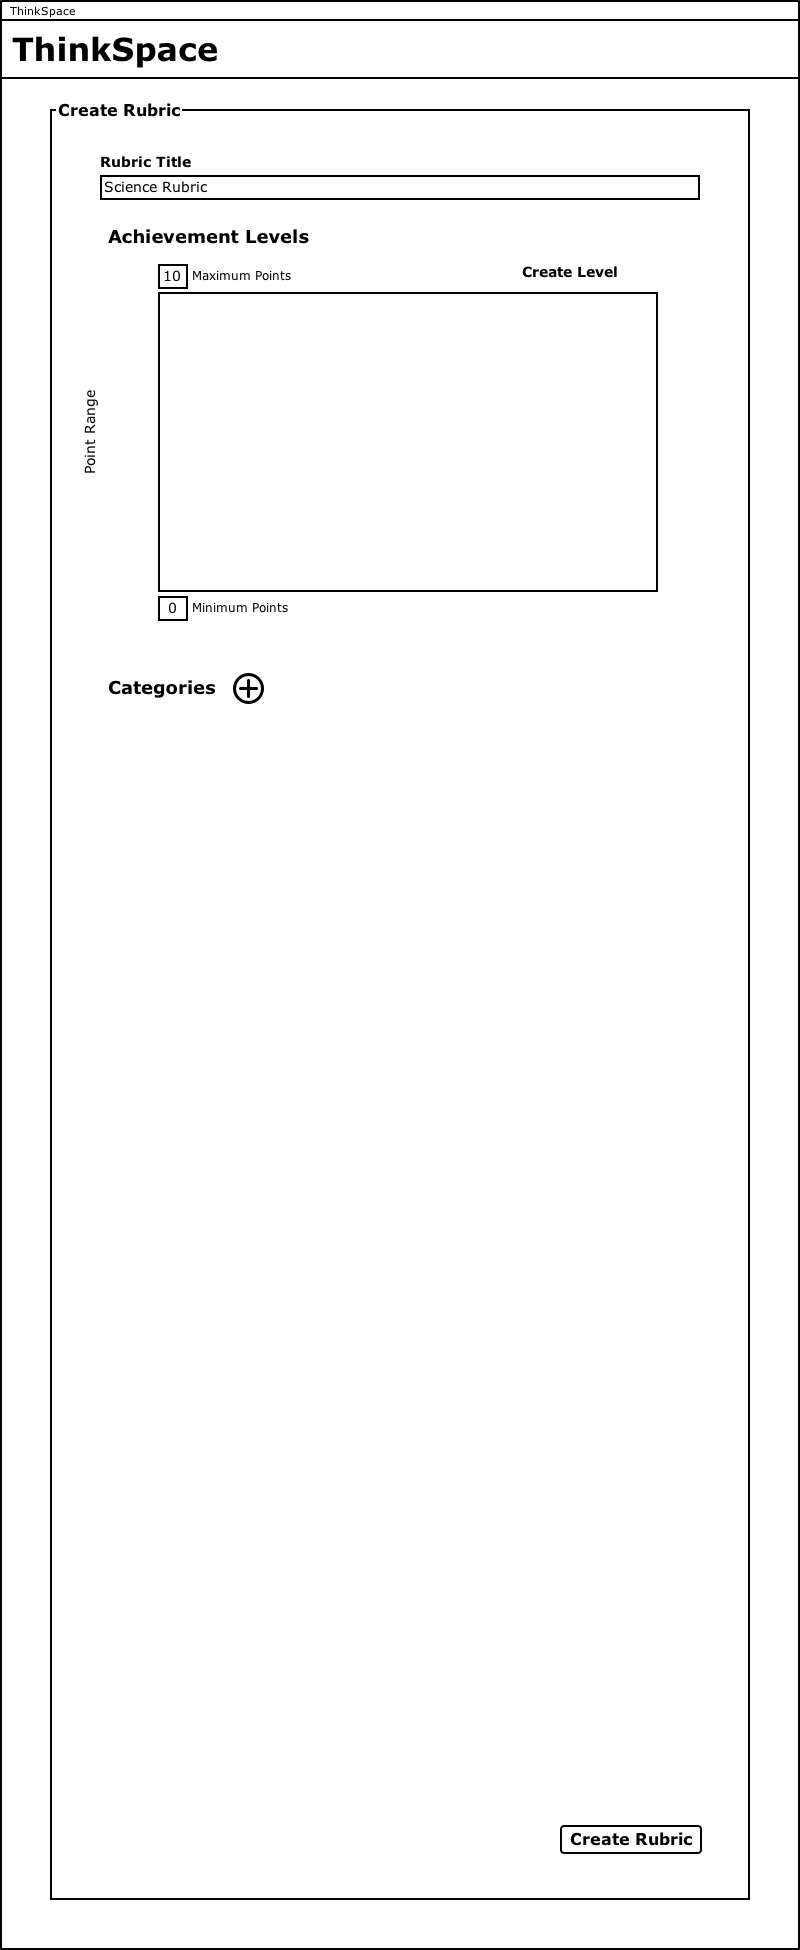 ThinkSpace
ThinkSpace
Create Rubric
Rubric Title
Science Rubric
Achievement Levels
10 Maximum Points
Create Level
Point Range
0 Minimum Points
Categories
Create Rubric